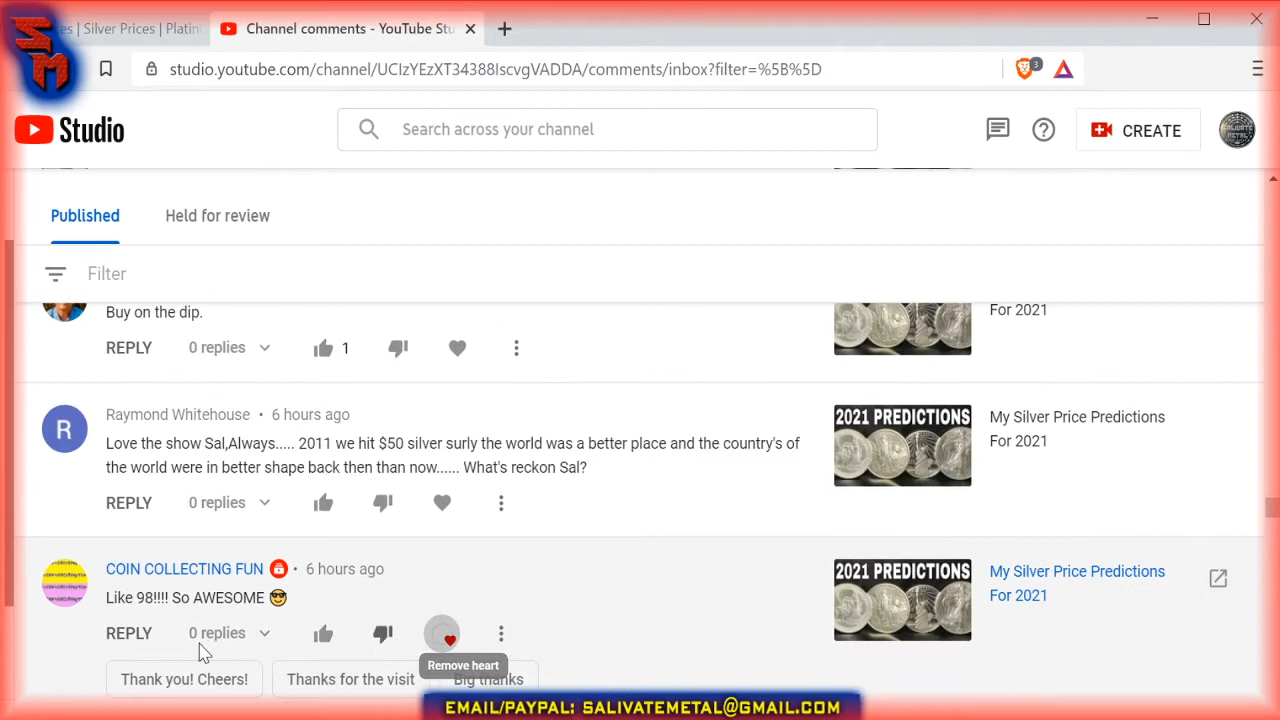 SM
es | Silver Prices | Platinu
Channel comments - YouTube Stu
studio.youtube.com/channel/UCIzYEzXT34388lscvgVADDA/comments/inbox?filter=%5B%5D
3
Studio
Search across your channel
CREATE
Published
Held for review
Filter
Buy on the dip.
For 2021
REPLY 0 replies 1
Raymond Whitehouse • 6 hours ago
Love the show Sal,Always..... 2011 we hit $50 silver surly the world was a better place and the country's of
the world were in better shape back then than now...... What's reckon Sal?
REPLY 0 replies
2021 PREDICTIONS
My Silver Price Predictions
For 2021
COIN COLLECTING FUN • 6 hours ago
Like 98!!!! So AWESOME 😎
REPLY 0 replies
Remove heart
Thank you! Cheers!
Thanks for the visit
Big thanks
2021 PREDICTIONS
My Silver Price Predictions
For 2021
EMAIL/PAYPAL: SALIVATEMETAL@GMAIL.COM